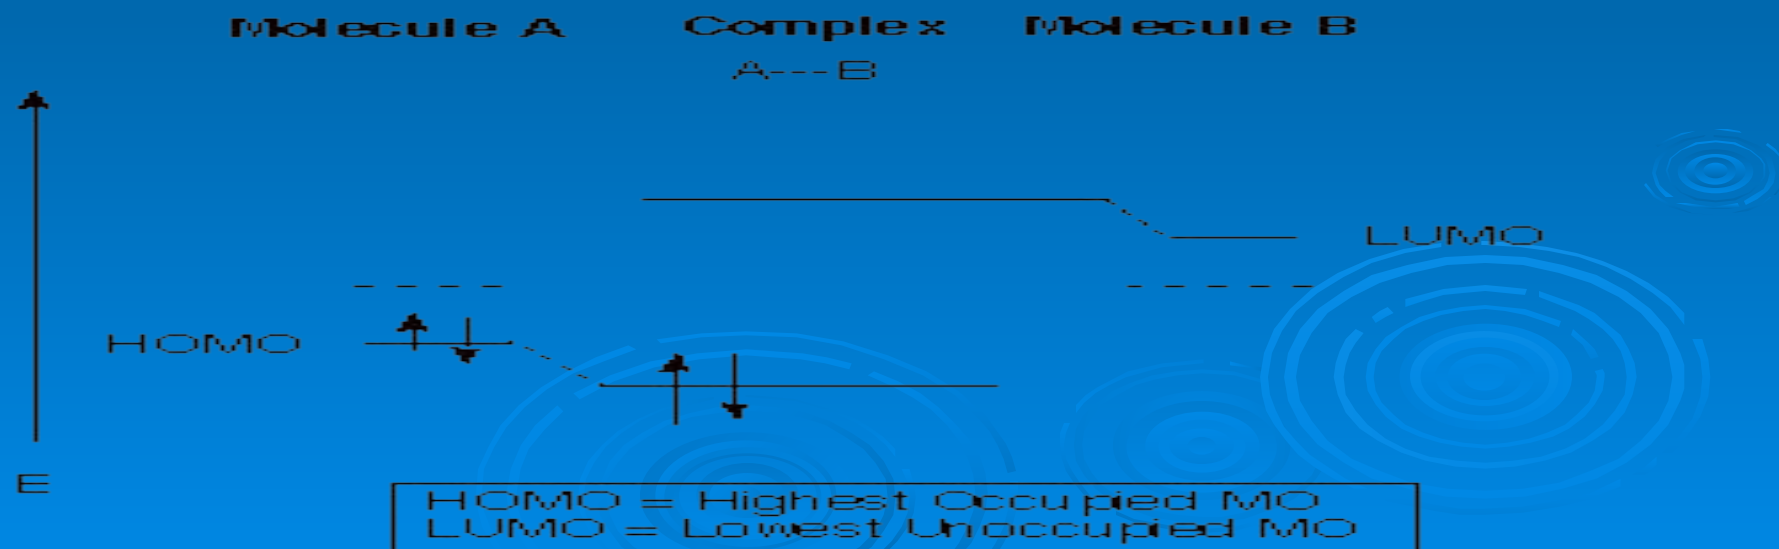 Molecule A Complex Molecule B
A---B
LUMO
HOMO
E
HOMO = Highest Occupied MO
LUMO = Lowest Unoccupied MO